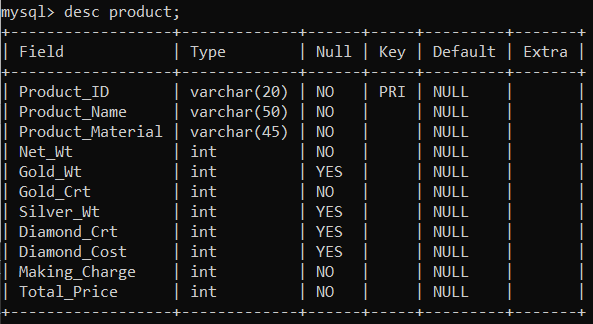 mysql> desc product;
+------------------+-------------+------+-----+---------+-------+
| Field            | Type        | Null | Key | Default | Extra |
+------------------+-------------+------+-----+---------+-------+
| Product_ID       | varchar(20) | NO   | PRI | NULL    |       |
| Product_Name     | varchar(50) | NO   |     | NULL    |       |
| Product_Material | varchar(45) | NO   |     | NULL    |       |
| Net_Wt           | int         | NO   |     | NULL    |       |
| Gold_Wt          | int         | YES  |     | NULL    |       |
| Gold_Crt         | int         | NO   |     | NULL    |       |
| Silver_Wt        | int         | YES  |     | NULL    |       |
| Diamond_Crt      | int         | YES  |     | NULL    |       |
| Diamond_Cost     | int         | YES  |     | NULL    |       |
| Making_Charge    | int         | NO   |     | NULL    |       |
| Total_Price      | int         | NO   |     | NULL    |       |
+------------------+-------------+------+-----+---------+-------+